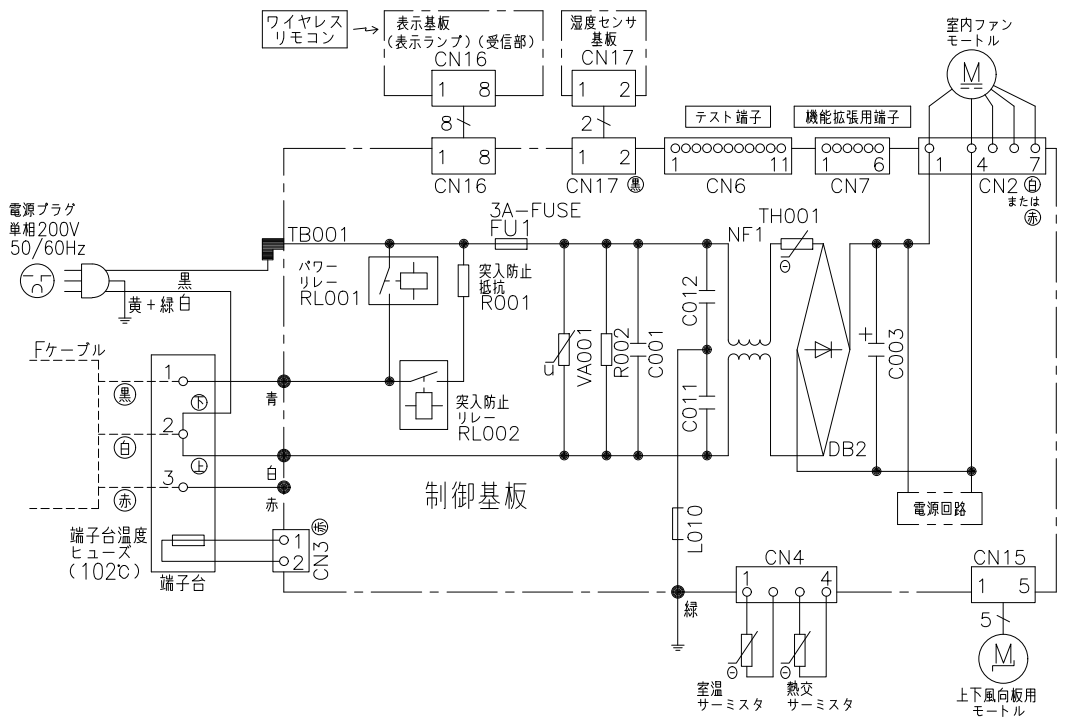 ワイヤレス
リモコン
表示基板
(表示ランプ)(受信部)
CN16
1 8
8
1 8
CN16
湿度センサ
基板
CN17
1 2
2
1 2
CN17 黒
テスト端子
1 11
CN6
機能拡張用端子
1 6
CN7
室内ファン
モートル
M
1 4 7
CN2 白
または
赤
電源プラグ
単相200V
50/60Hz
黒
白
黄+緑
TB001
パワー
リレー
RL001
3A-FUSE
FU1
突入防止
抵抗
R001
突入防止
リレー
RL002
u
VA001
R002
C001
C012
C011
NF1
TH001
DB2
+
C003
電源回路
Fケーブル
黒
白
赤
1
2
3
下
上
青
白
赤
制御基板
端子台温度
ヒューズ
(102℃)
端子台
1
2
CN3 赤
L010
緑
CN4
1 4
室温
サーミスタ
熱交
サーミスタ
CN15
1 5
5
M
上下風向板用
モートル